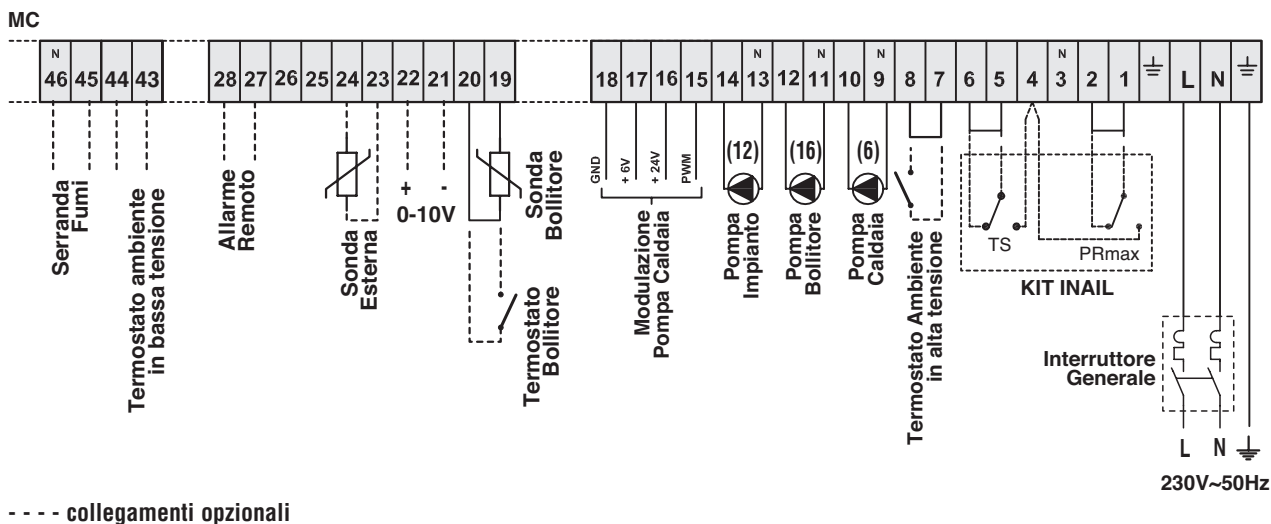 MC
N N N N N
46 45 44 43 28 27 26 25 24 23 22 21 20 19 18 17 16 15 14 13 12 11 10 9 8 7 6 5 4 3 2 1 L N
Serranda
Fumi
Termostato ambiente
in bassa tensione
Allarme
Remoto
Sonda
Esterna
+ -
0-10V
Sonda
Bollitore
Termostato
Bollitore
GND
+ 6V
+ 24V
PWM
Modulazione
Pompa Caldaia
(12)
Pompa
Impianto
(16)
Pompa
Bollitore
(6)
Pompa
Caldaia
Termostato Ambiente
in alta tensione
TS
PRmax
KIT INAIL
Interruttore
Generale
L N
230V~50Hz
- - - - collegamenti opzionali